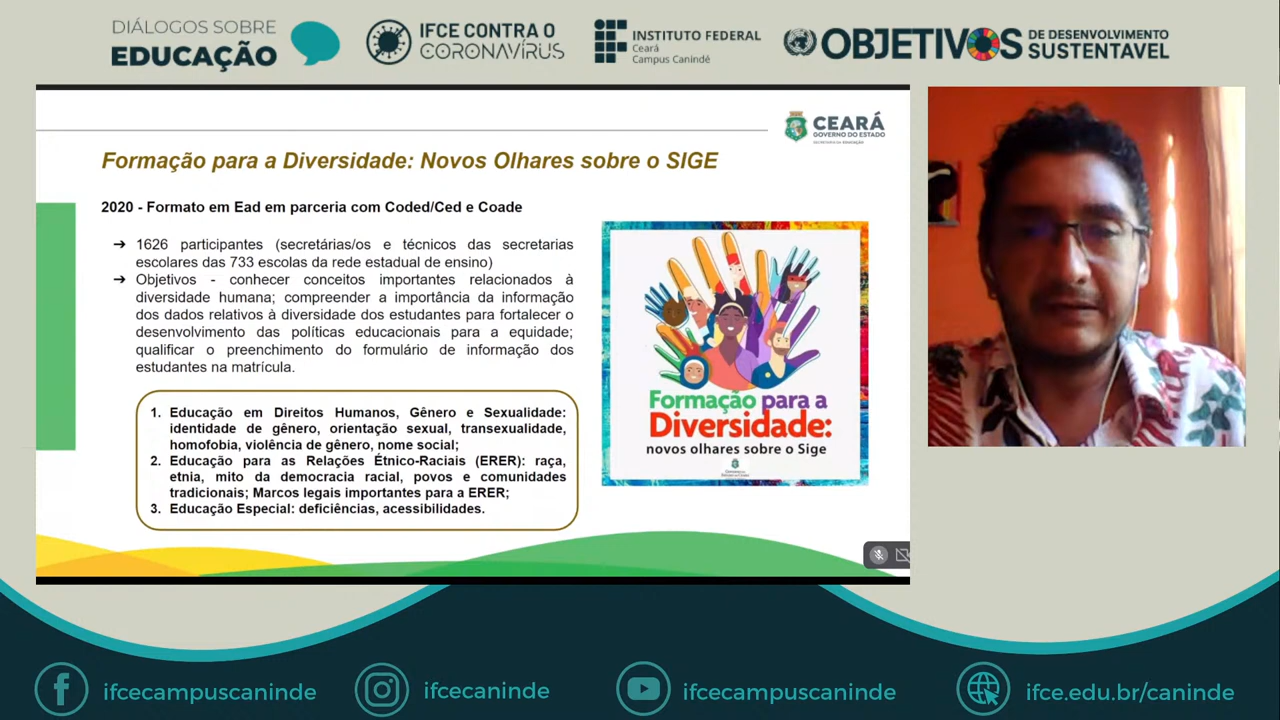 DIÁLOGOS SOBRE
EDUCAÇÃO
IFCE CONTRA O
CORONAVÍRUS
INSTITUTO FEDERAL
Ceará
Campus Canindé
OBJETIVOS
DE DESENVOLVIMENTO
SUSTENTAVEL
CEARÁ
GOVERNO DO ESTADO
SECRETARIA DA EDUCAÇÃO
Formação para a Diversidade: Novos Olhares sobre o SIGE
2020 - Formato em Ead em parceria com Coded/Ced e Coade
➔ 1626 participantes (secretárias/os e técnicos das secretarias
escolares das 733 escolas da rede estadual de ensino)
➔ Objetivos - conhecer conceitos importantes relacionados à
diversidade humana; compreender a importância da informação
dos dados relativos à diversidade dos estudantes para fortalecer o
desenvolvimento das políticas educacionais para a equidade;
qualificar o preenchimento do formulário de informação dos
estudantes na matrícula.
1. Educação em Direitos Humanos, Gênero e Sexualidade:
identidade de gênero, orientação sexual, transexualidade,
homofobia, violência de gênero, nome social;
2. Educação para as Relações Étnico-Raciais (ERER): raça,
etnia, mito da democracia racial, povos e comunidades
tradicionais; Marcos legais importantes para a ERER;
3. Educação Especial: deficiências, acessibilidades.
Formação para a
Diversidade:
novos olhares sobre o Sige
ifcecampuscaninde
ifcecaninde
ifcecampuscaninde
ifce.edu.br/caninde